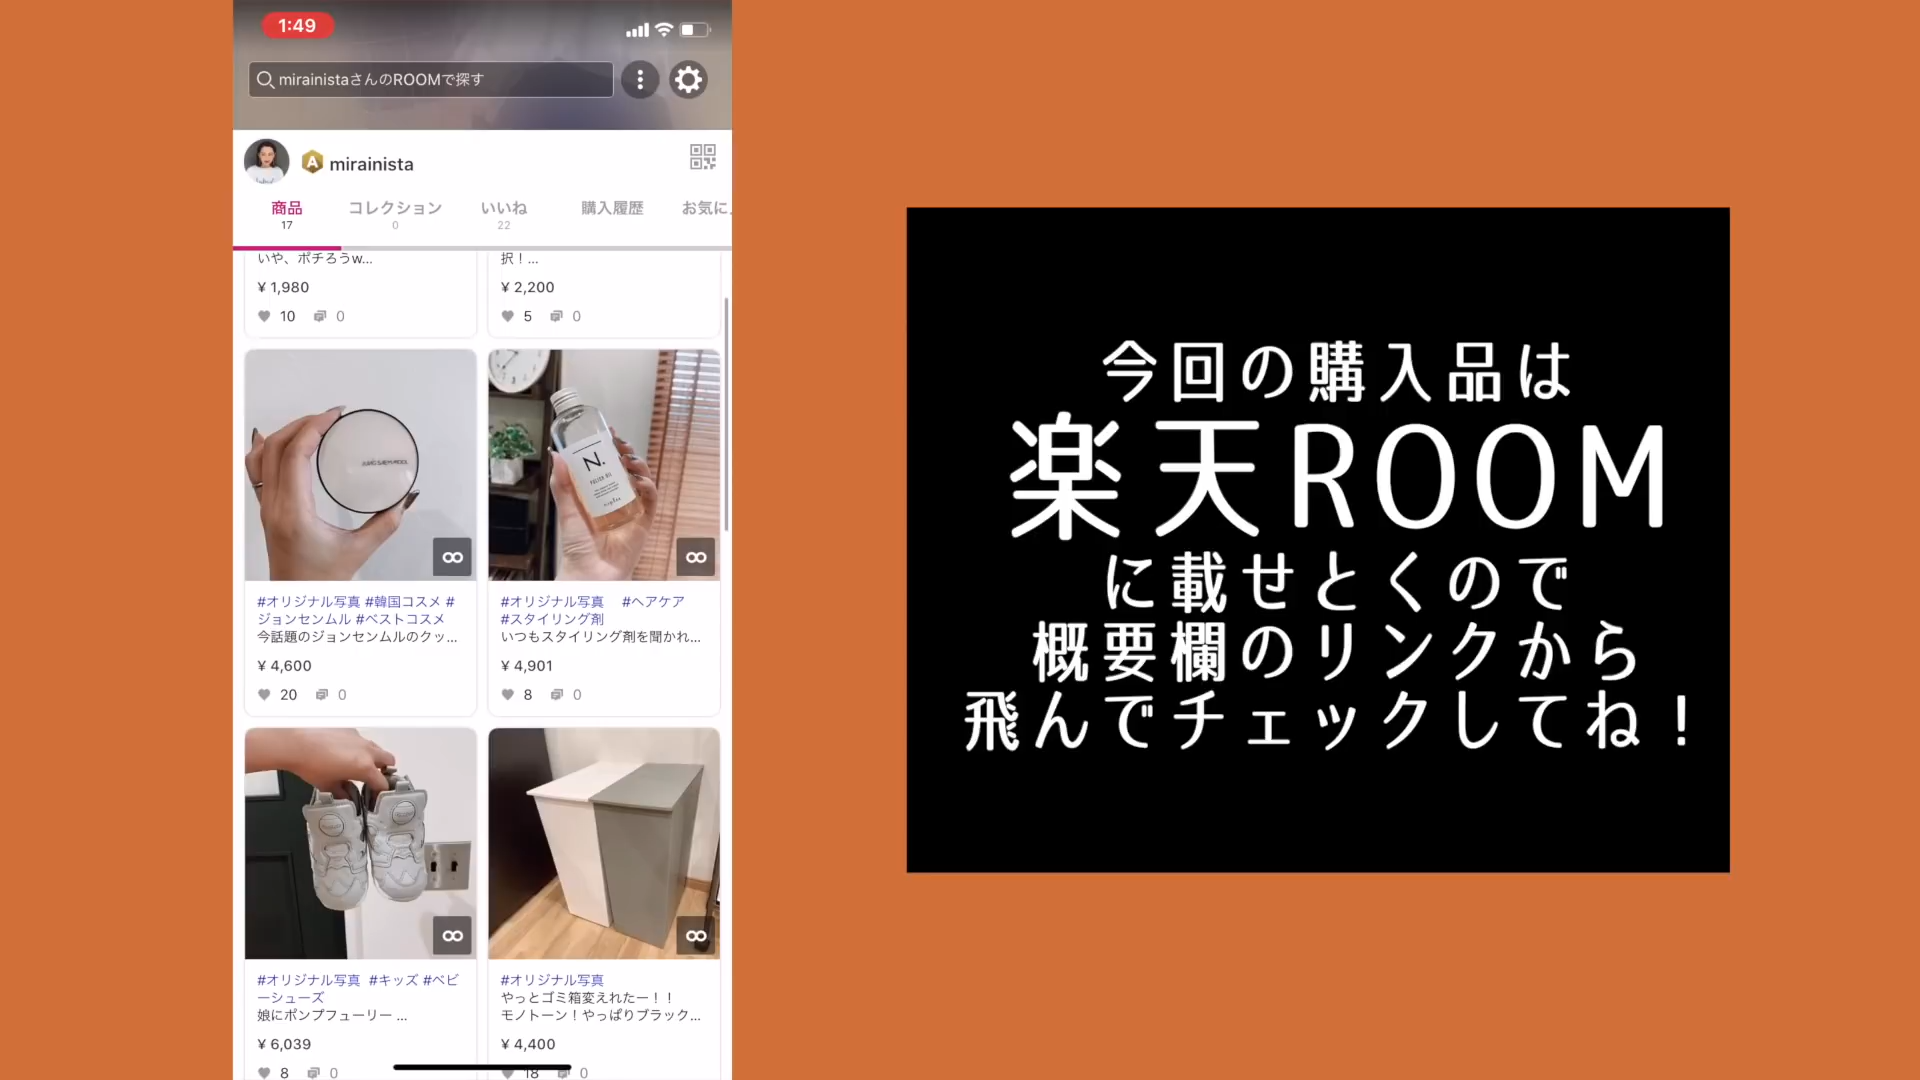 1:49
mirainistaさんのROOMで探す
A mirainista
商品
コレクション
いいね
購入履歴
お気に
17
0
22
いや、ポチろうw...
¥ 1,980
10
0
択！...
¥ 2,200
5
0
JUNG SAEM MOOL
N.
POLISH OIL
#オリジナル写真 #韓国コスメ #
ジョンセンムル #ベストコスメ
今話題のジョンセンムルのクッ...
¥ 4,600
20
0
#オリジナル写真 #ヘアケア
#スタイリング剤
いつもスタイリング剤を聞かれ...
¥ 4,901
8
0
#オリジナル写真 #キッズ #ベビ
ーシューズ
娘にポンプフューリー ...
¥ 6,039
8
0
#オリジナル写真
やっとゴミ箱変えれたー！！
モノトーン！やっぱりブラック...
¥ 4,400
18
0
今回の購入品は
楽天ROOM
に載せとくので
概要欄のリンクから
飛んでチェックしてね！